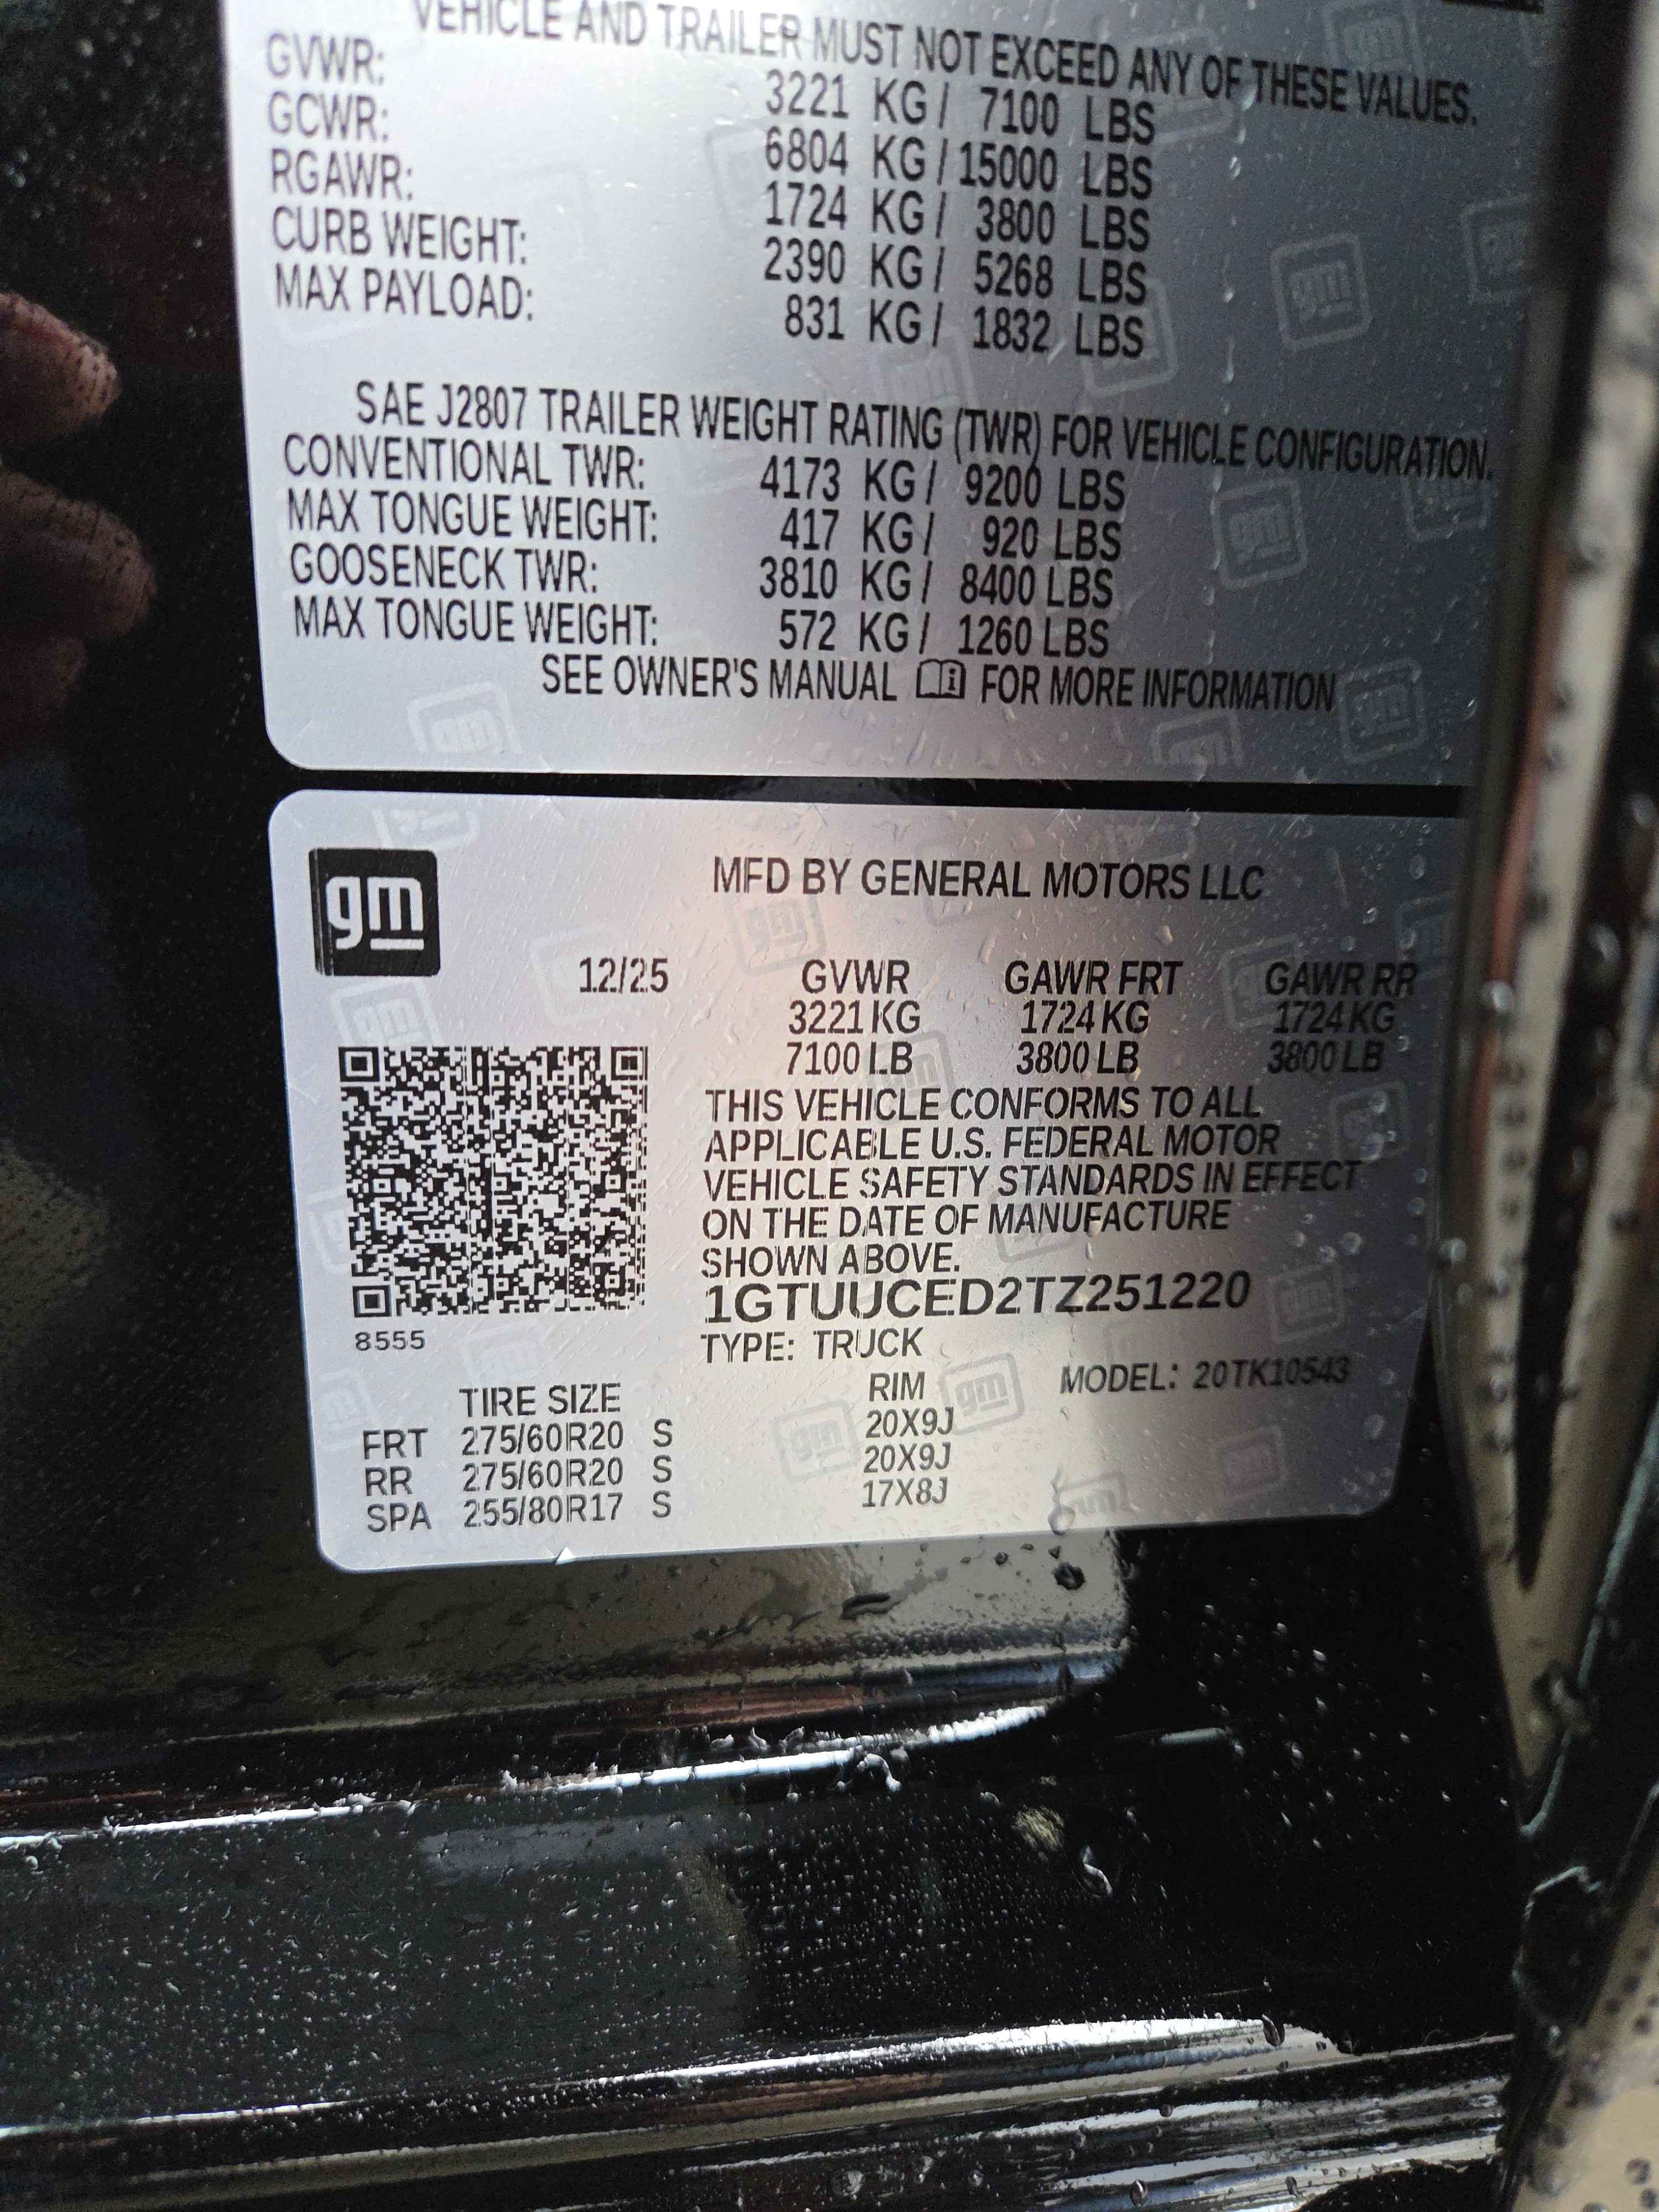 VEHICLE AND TRAILER MUST NOT EXCEED ANY OF THESE VALUES.
GVWR: 3221 KG / 7100 LBS
GCWR: 6804 KG / 15000 LBS
RGAWR: 1724 KG / 3800 LBS
CURB WEIGHT: 2390 KG / 5268 LBS
MAX PAYLOAD: 831 KG / 1832 LBS
SAE J2807 TRAILER WEIGHT RATING (TWR) FOR VEHICLE CONFIGURATION.
CONVENTIONAL TWR: 4173 KG / 9200 LBS
MAX TONGUE WEIGHT: 417 KG / 920 LBS
GOOSENECK TWR: 3810 KG / 8400 LBS
MAX TONGUE WEIGHT: 572 KG / 1260 LBS
SEE OWNER'S MANUAL FOR MORE INFORMATION
gm
MFD BY GENERAL MOTORS LLC
12/25 GVWR GAWR FRT GAWR RR
3221 KG 1724 KG 1724 KG
7100 LB 3800 LB 3800 LB
THIS VEHICLE CONFORMS TO ALL
APPLICABLE U.S. FEDERAL MOTOR
VEHICLE SAFETY STANDARDS IN EFFECT
ON THE DATE OF MANUFACTURE
SHOWN ABOVE.
1GTUUCED2TZ251220
8555
TYPE: TRUCK
MODEL: 20TK10543
TIRE SIZE RIM
FRT 275/60R20 S 20X9J
RR 275/60R20 S 20X9J
SPA 255/80R17 S 17X8J